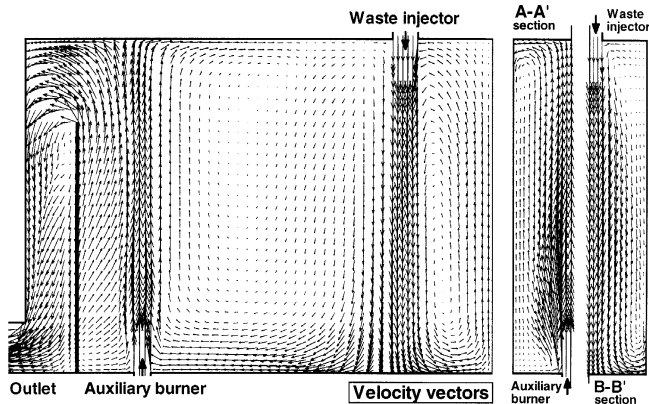 Waste injector
A-A'
section
Waste
injector
Outlet
Auxiliary burner
Velocity vectors
Auxiliary
burner
B-B'
section